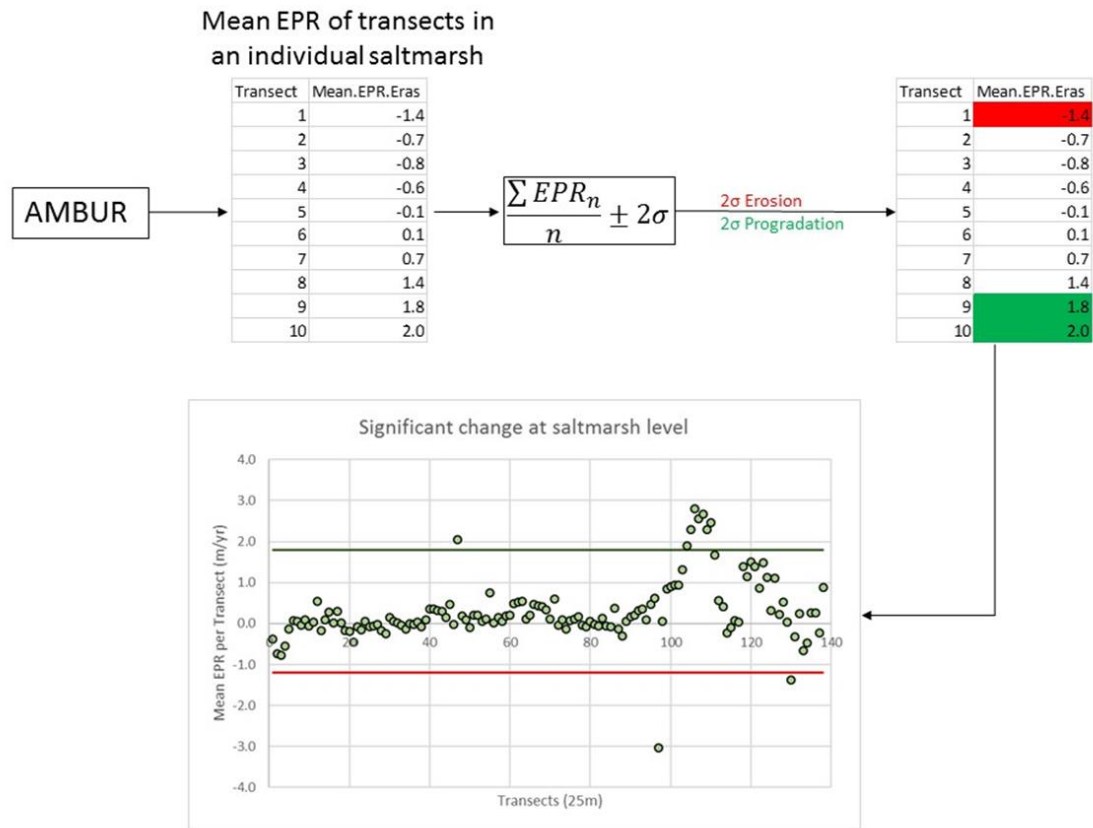 Mean EPR of transects in
an individual saltmarsh
Transect Mean.EPR.Eras
1 -1.4
2 -0.7
3 -0.8
4 -0.6
5 -0.1
6 0.1
7 0.7
8 1.4
9 1.8
10 2.0
AMBUR
∑ EPRₙ
n
± 2σ
2σ Erosion
2σ Progradation
Transect Mean.EPR.Eras
1 -1.4
2 -0.7
3 -0.8
4 -0.6
5 -0.1
6 0.1
7 0.7
8 1.4
9 1.8
10 2.0
Significant change at saltmarsh level
Mean EPR per Transect (m/yr)
4.0
3.0
2.0
1.0
0.0
-1.0
-2.0
-3.0
-4.0
0 20 40 60 80 100 120 140
Transects (25m)